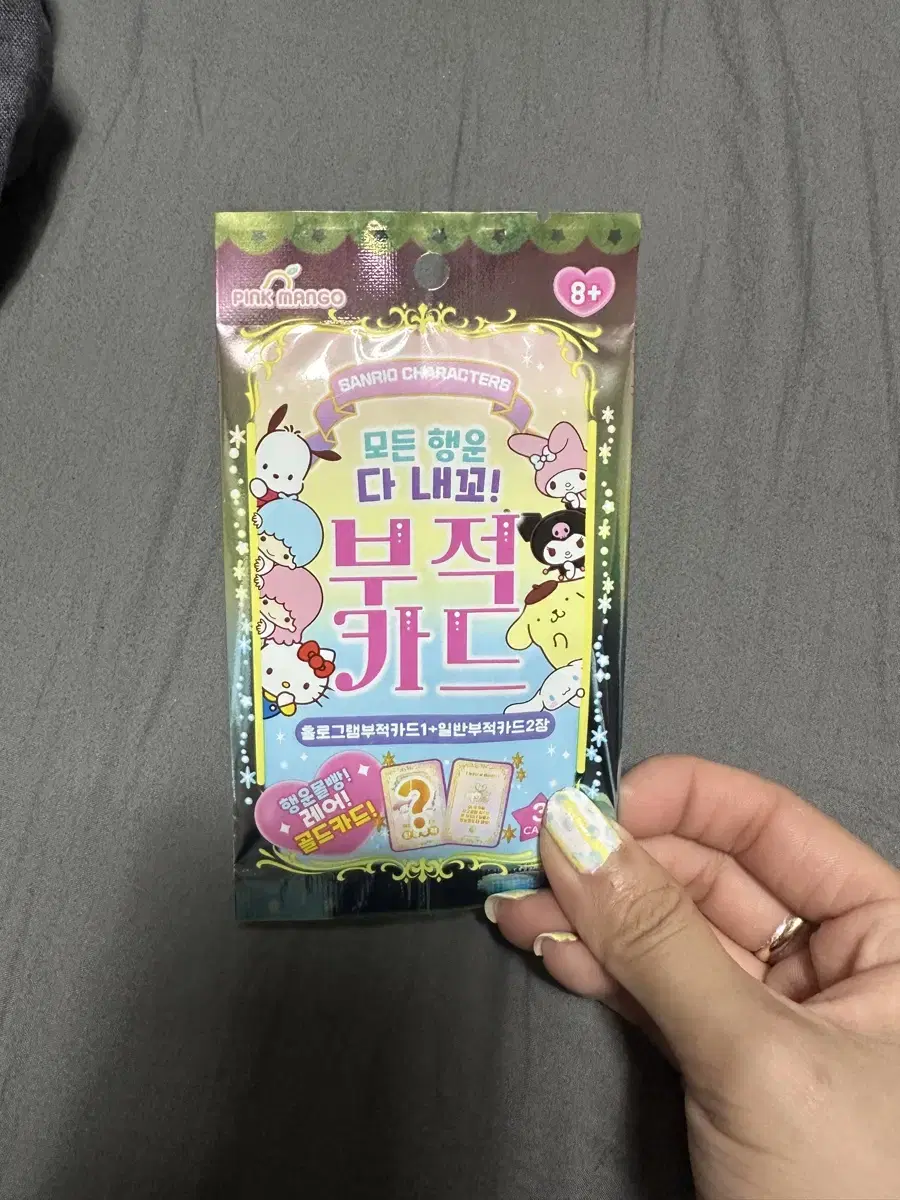 PINK MANGO
8+
SANRIO CHARACTERS
모든 행운
다 내꼬!
부적
카드
홀로그램부적카드1+일반부적카드2장
행운몰빵!
레어!
골드카드!
?
3